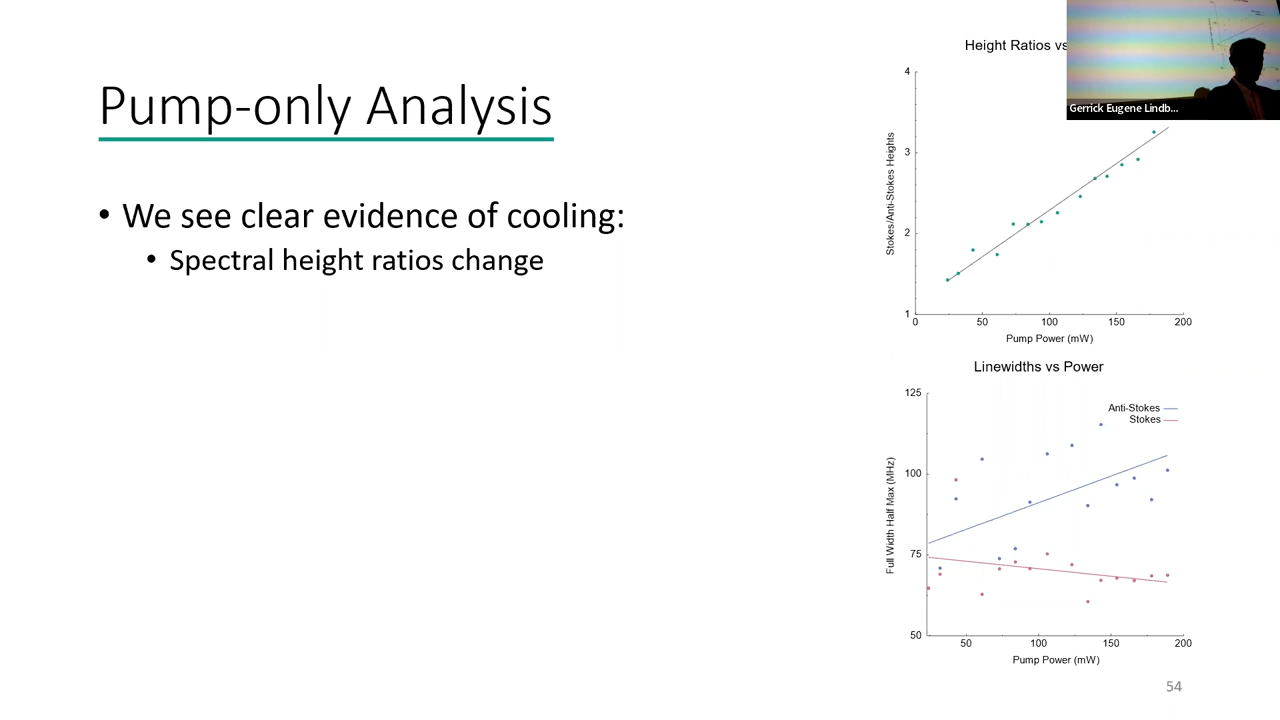 Pump-only Analysis
• We see clear evidence of cooling:
• Spectral height ratios change
Height Ratios vs
Gerrick Eugene Lindb...
4
3
2
1
Stokes/Anti-Stokes Heights
0 50 100 150 200
Pump Power (mW)
Linewidths vs Power
125
100
75
50
Full Width Half Max (MHz)
Anti-Stokes
Stokes
50 100 150 200
Pump Power (mW)
54